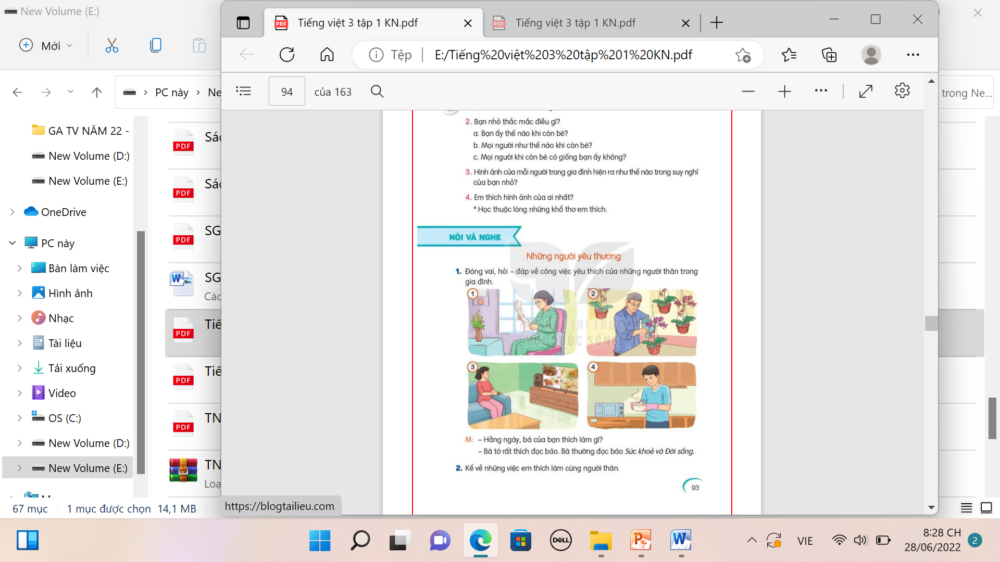 New Volume (E:)
Mới
PC này
Ne
trong Ne...
GA TV NĂM 22 -
New Volume (D:)
New Volume (E:)
OneDrive
PC này
Bàn làm việc
Hình ảnh
Nhạc
Tài liệu
Tải xuống
Video
OS (C:)
New Volume (D:)
New Volume (E:)
67 mục
1 mục được chọn 14,1 MB
PDF
Sác
PDF
Sác
PDF
SG
SG
Các
PDF
Tiế
PDF
Tiế
PDF
TN
TN
Loạ
Tiếng việt 3 tập 1 KN.pdf
Tiếng việt 3 tập 1 KN.pdf
Tệp
E:/Tiếng%20việt%203%20tập%201%20KN.pdf
94 của 163
2. Bạn nhỏ thắc mắc điều gì?
a. Bạn ấy thế nào khi còn bé?
b. Mọi người như thế nào khi còn bé?
c. Mọi người khi còn bé có giống bạn ấy không?
3. Hình ảnh của mỗi người trong gia đình hiện ra như thế nào trong suy nghĩ
của bạn nhỏ?
4. Em thích hình ảnh của ai nhất?
* Học thuộc lòng những khổ thơ em thích.
NÓI VÀ NGHE
Những người yêu thương
1. Đóng vai, hỏi – đáp về công việc yêu thích của những người thân trong
gia đình.
1
2
3
4
M: – Hằng ngày, bà của bạn thích làm gì?
– Bà tớ rất thích đọc báo. Bà thường đọc báo Sức khoẻ và Đời sống.
2. Kể về những việc em thích làm cùng người thân.
93
https://blogtailieu.com
DELL
VIE
8:28 CH
28/06/2022
2